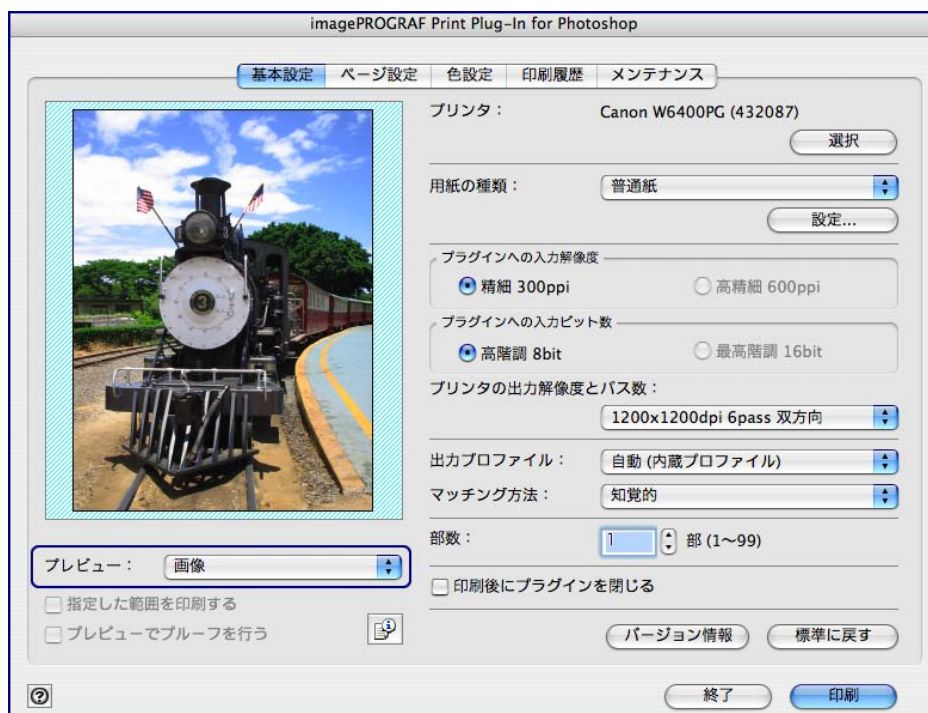 imagePROGRAF Print Plug-In for Photoshop
基本設定 ページ設定 色設定 印刷履歴 メンテナンス
プリンタ： Canon W6400PG (432087)
選択
用紙の種類： 普通紙
設定...
プラグインへの入力解像度
精細 300ppi 高精細 600ppi
プラグインへの入力ビット数
高階調 8bit 最高階調 16bit
プリンタの出力解像度とパス数：
1200x1200dpi 6pass 双方向
出力プロファイル： 自動 (内蔵プロファイル)
マッチング方法： 知覚的
部数： 1 部 (1〜99)
印刷後にプラグインを閉じる
バージョン情報 標準に戻す
3
プレビュー： 画像
指定した範囲を印刷する
プレビューでプルーフを行う
終了 印刷